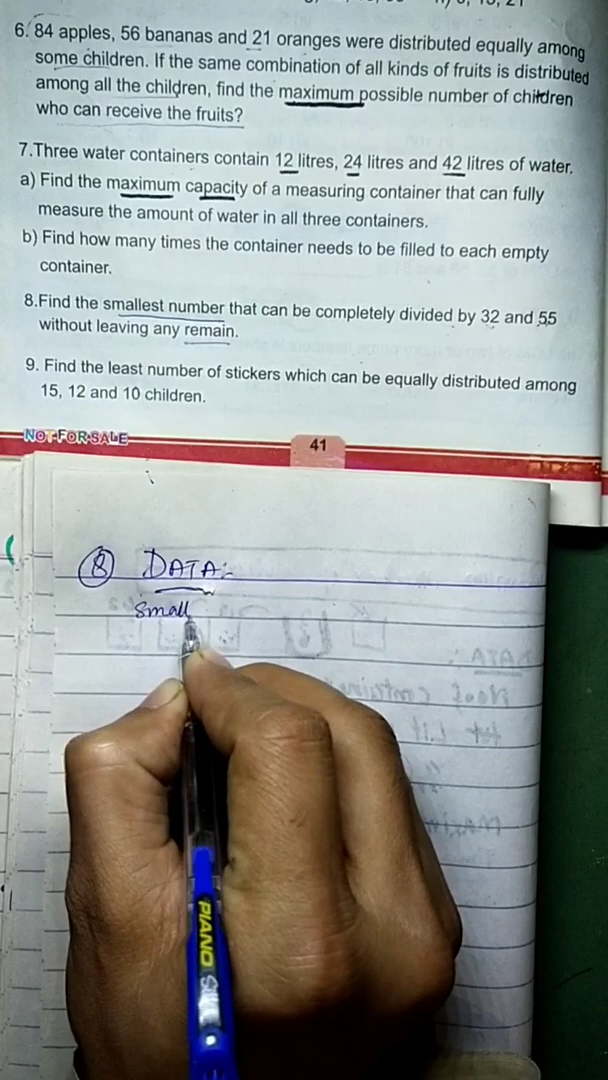 6. 84 apples, 56 bananas and 21 oranges were distributed equally among
some children. If the same combination of all kinds of fruits is distributed
among all the children, find the maximum possible number of children
who can receive the fruits?
7.Three water containers contain 12 litres, 24 litres and 42 litres of water.
a) Find the maximum capacity of a measuring container that can fully
measure the amount of water in all three containers.
b) Find how many times the container needs to be filled to each empty
container.
8.Find the smallest number that can be completely divided by 32 and 55
without leaving any remain.
9. Find the least number of stickers which can be equally distributed among
15, 12 and 10 children.
NOT FOR SALE
41
8 DATA:-
Small
PIANO